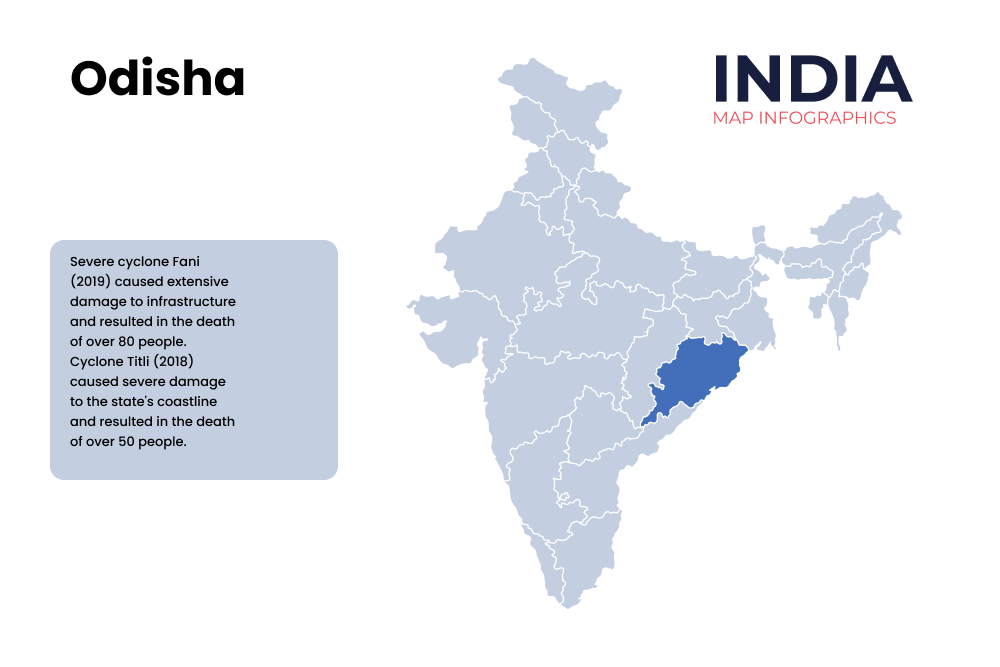 Odisha
INDIA
MAP INFOGRAPHICS
Severe cyclone Fani
(2019) caused extensive
damage to infrastructure
and resulted in the death
of over 80 people.
Cyclone Titli (2018)
caused severe damage
to the state's coastline
and resulted in the death
of over 50 people.